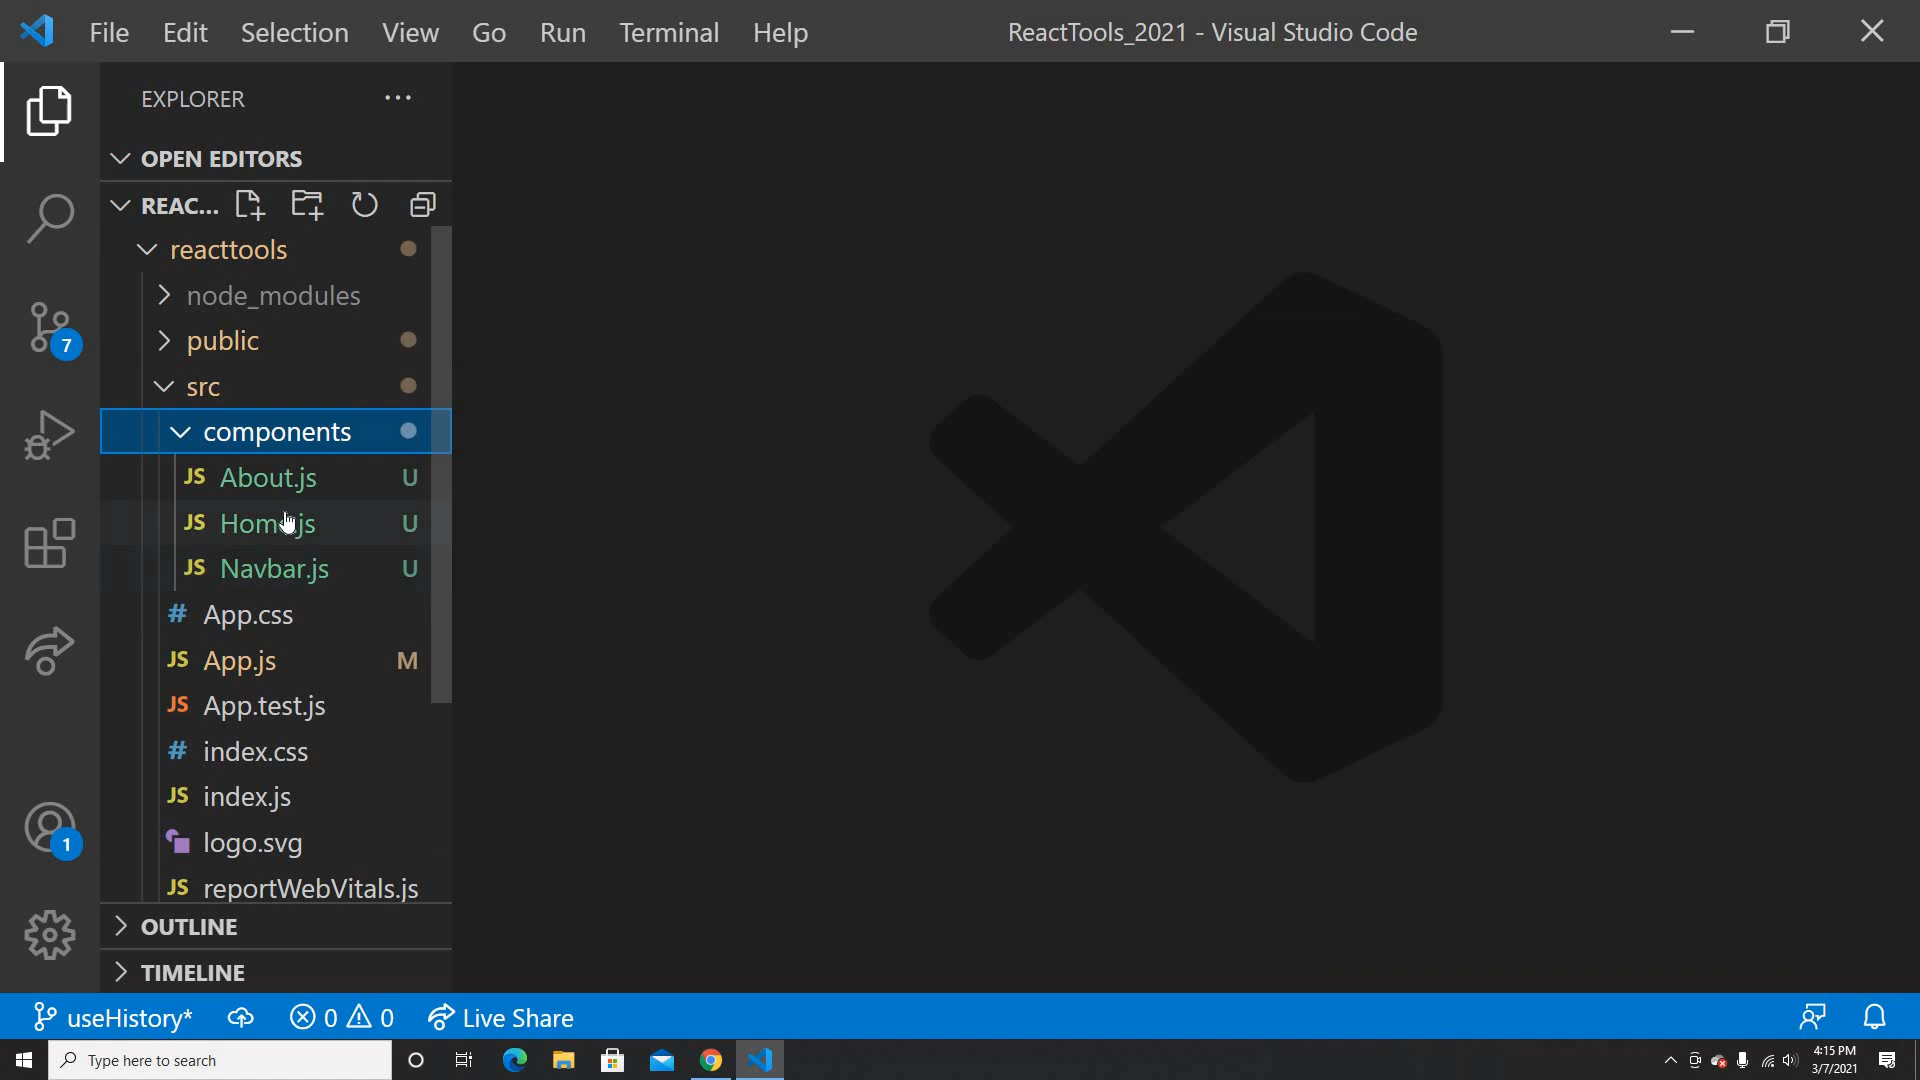 File Edit Selection View Go Run Terminal Help ReactTools_2021 - Visual Studio Code
EXPLORER
OPEN EDITORS
REAC...
reacttools
node_modules
public
src
components
JS About.js U
JS Home.js U
JS Navbar.js U
# App.css
JS App.js M
JS App.test.js
# index.css
JS index.js
logo.svg
JS reportWebVitals.js
OUTLINE
TIMELINE
7
1
useHistory* 0 0 Live Share
Type here to search
4:15 PM
3/7/2021